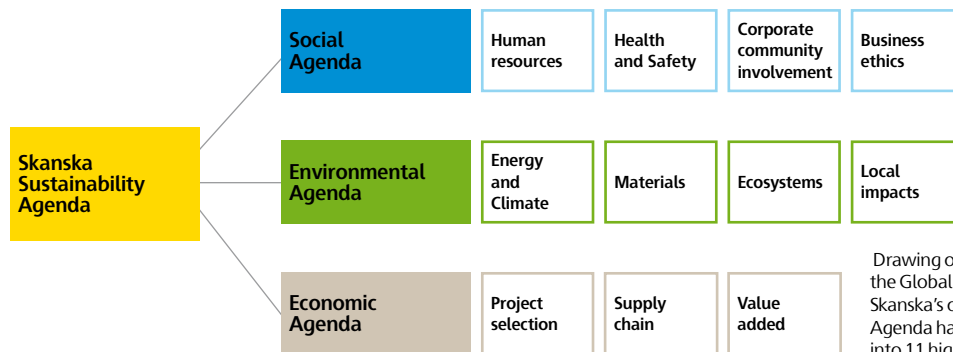 Social
Agenda
Human
resources
Health
and Safety
Corporate
community
involvement
Business
ethics
Skanska
Sustainability
Agenda
Environmental
Agenda
Energy
and
Climate
Materials
Ecosystems
Local
impacts
Economic
Agenda
Project
selection
Supply
chain
Value
added
Drawing o
the Global
Skanska's o
Agenda ha
into 11